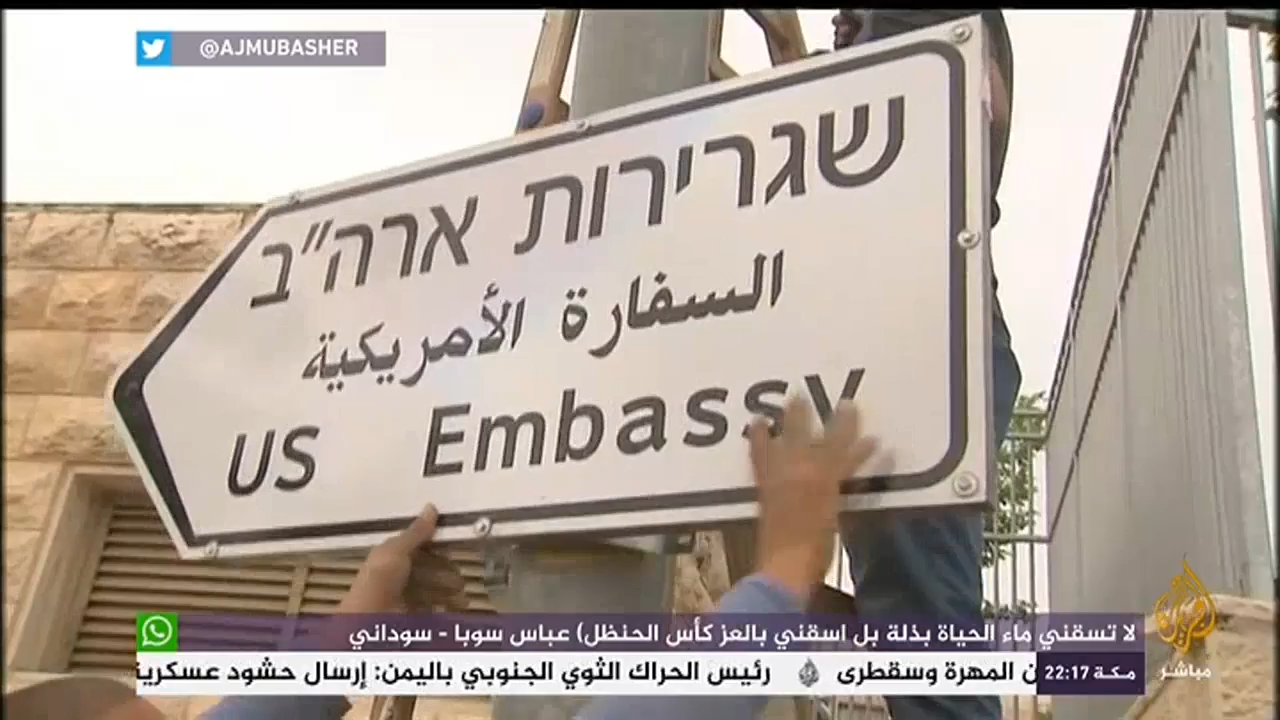 @AJMUBASHER
שגרירות ארה"ב
السفارة الأمريكية
US Embassy
لا تسقني ماء الحياة بذلة بل اسقني بالعز كأس الحنظل) عباس سوبا - سوداني
ن المهرة وسقطرى رئيس الحراك الثوي الجنوبي باليمن: إرسال حشود عسكرية
مكة 22:17
مباشر